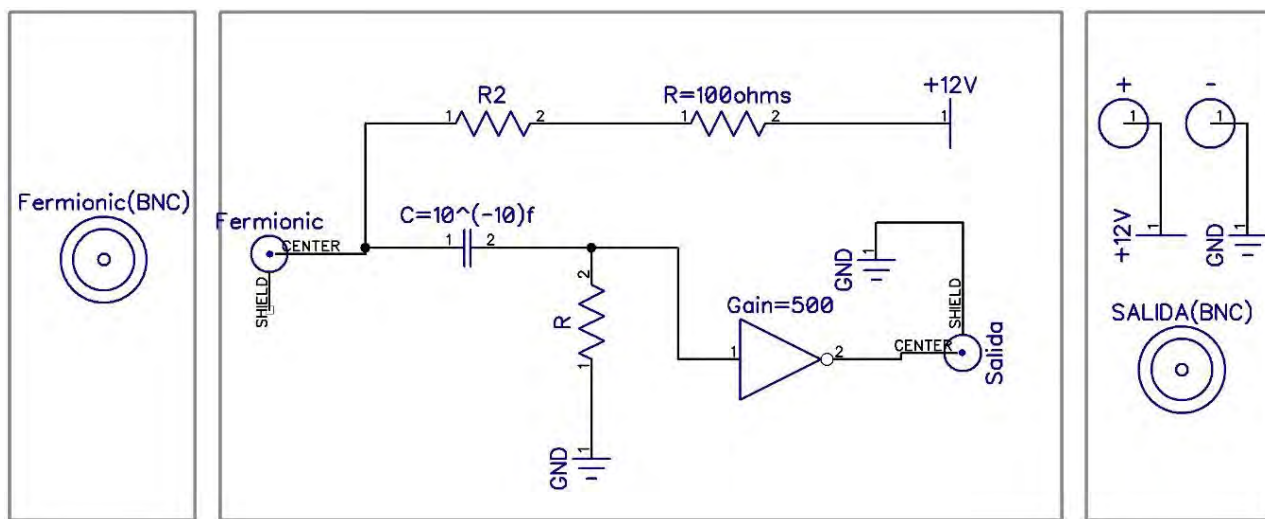 Fermionic(BNC)
R2
1
2
R=100ohms
1
2
+12V
1
Fermionic
CENTER
SHIELD
C=10^(-10)f
1
2
2
R
1
1
GND
Gain=500
1
2
GND
1
SHIELD
CENTER
Salida
+
-
1
1
+12V
1
GND
1
SALIDA(BNC)